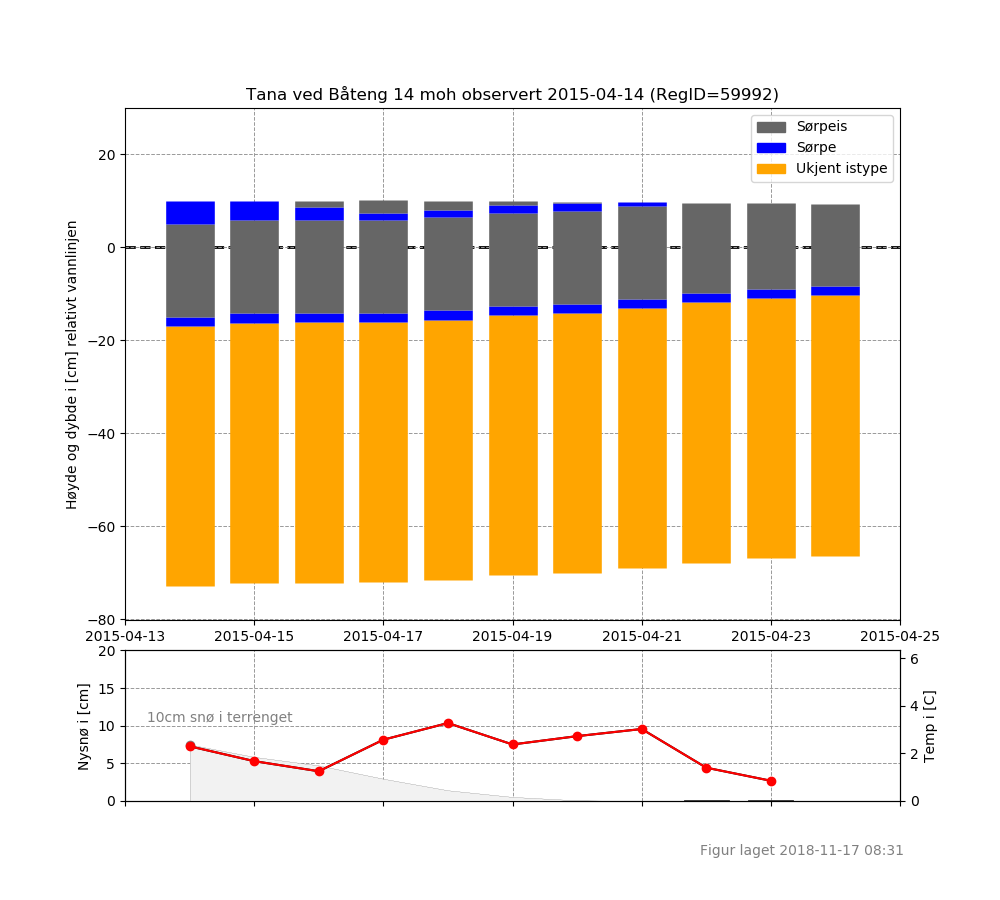 Tana ved Båteng 14 moh observert 2015-04-14 (RegID=59992)
Høyde og dybde i [cm] relativt vannlinjen
20
0
−20
−40
−60
−80
Sørpeis
Sørpe
Ukjent istype
2015-04-13
2015-04-15
2015-04-17
2015-04-19
2015-04-21
2015-04-23
2015-04-25
Nysnø i [cm]
20
15
10
5
0
10cm snø i terrenget
6
4
2
0
Temp i [C]
Figur laget 2018-11-17 08:31